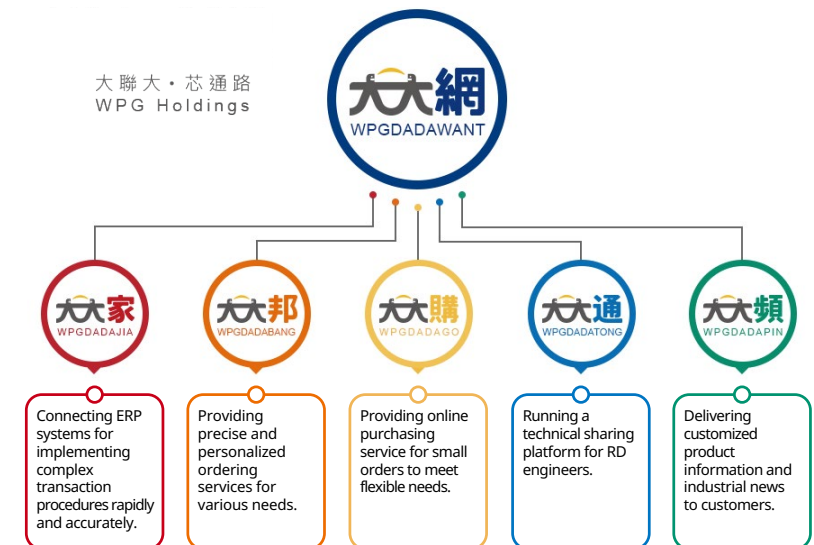 大聯大・芯通路
WPG Holdings
大大網
WPGDADAWANT
大大家
WPGDADAJIA
大大邦
WPGDADABANG
大大購
WPGDADAGO
大大通
WPGDADATONG
大大頻
WPGDADAPIN
Connecting ERP
systems for
implementing
complex
transaction
procedures rapidly
and accurately.
Providing
precise and
personalized
ordering
services for
various needs.
Providing online
purchasing
service for small
orders to meet
flexible needs.
Running a
technical sharing
platform for RD
engineers.
Delivering
customized
product
information and
industrial news
to customers.